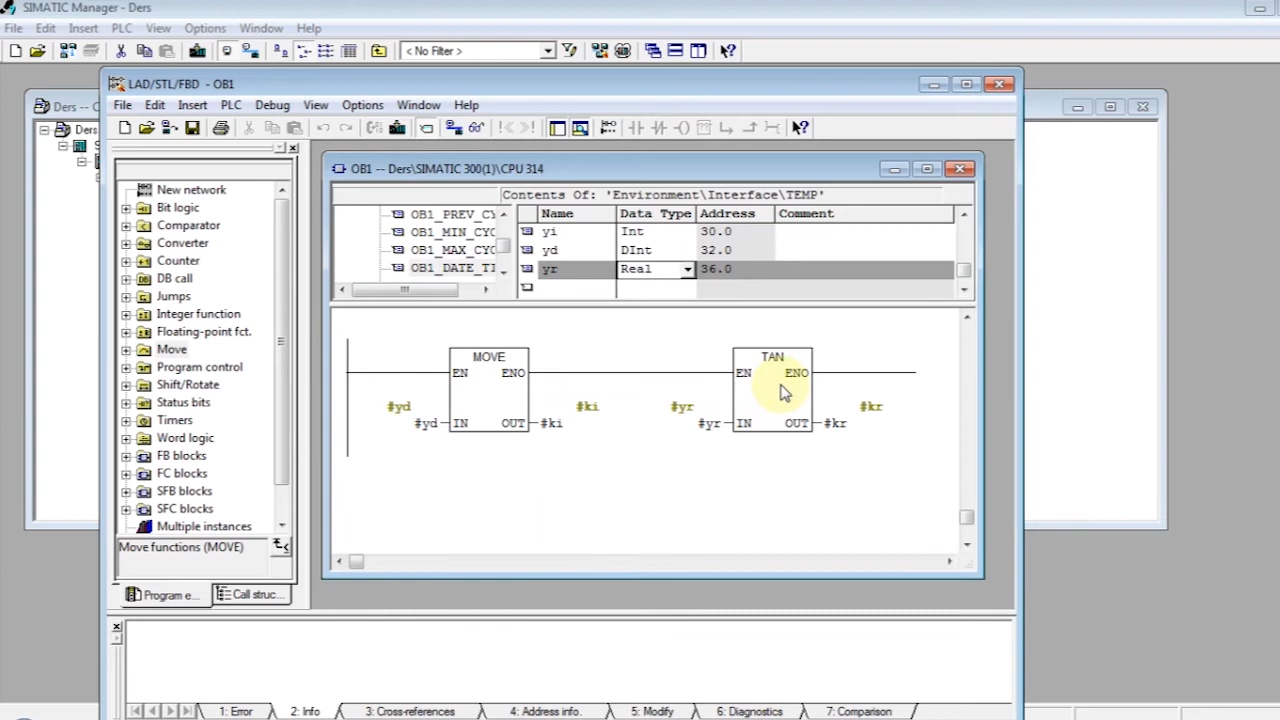 SIMATIC Manager - Ders
File Edit Insert PLC View Options Window Help
< No Filter >
Ders -- C
Ders
LAD/STL/FBD - OB1
File Edit Insert PLC Debug View Options Window Help
New network
Bit logic
Comparator
Converter
Counter
DB call
Jumps
Integer function
Floating-point fct.
Move
Program control
Shift/Rotate
Status bits
Timers
Word logic
FB blocks
FC blocks
SFB blocks
SFC blocks
Multiple instances
Move functions (MOVE)
Program e... Call struc...
OB1 -- Ders\SIMATIC 300(1)\CPU 314
Contents Of: 'Environment\Interface\TEMP'
OB1_PREV_CY
OB1_MIN_CYC
OB1_MAX_CYC
OB1_DATE_TI
Name Data Type Address Comment
yi Int 30.0
yd DInt 32.0
yr Real 36.0
MOVE TAN
EN ENO EN ENO
#yd #ki #yr #kr
#yd IN OUT #ki #yr IN OUT #kr
1: Error 2: Info 3: Cross-references 4: Address info. 5: Modify 6: Diagnostics 7: Comparison